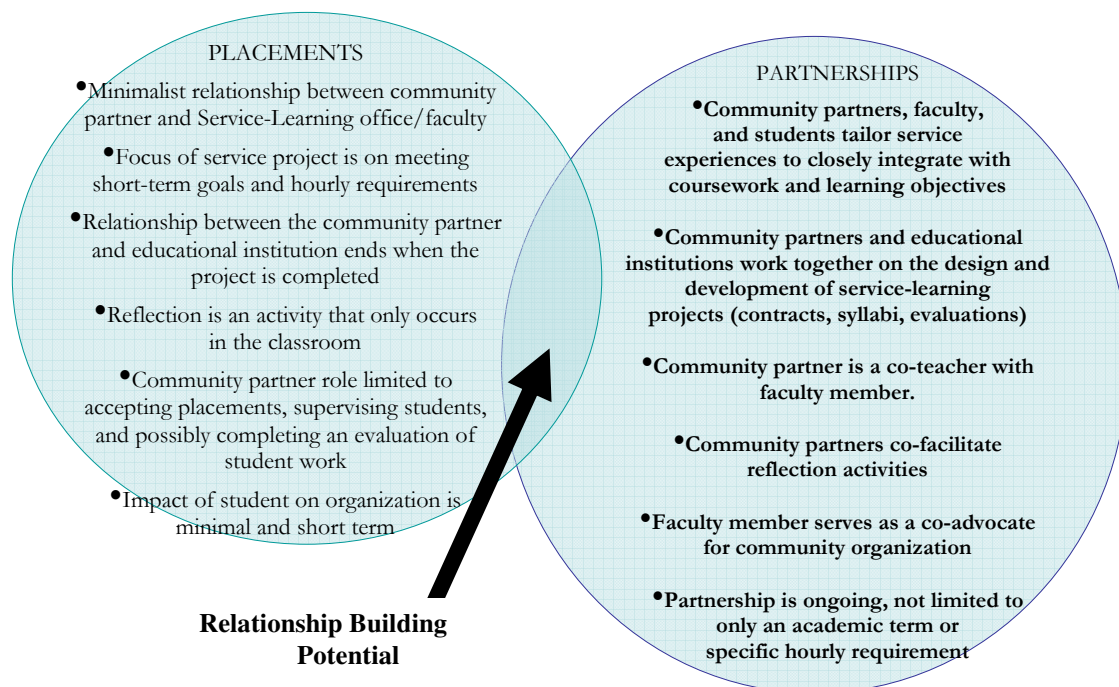 PLACEMENTS
•Minimalist relationship between community
partner and Service-Learning office/faculty
•Focus of service project is on meeting
short-term goals and hourly requirements
•Relationship between the community partner
and educational institution ends when the
project is completed
•Reflection is an activity that only occurs
in the classroom
•Community partner role limited to
accepting placements, supervising students,
and possibly completing an evaluation of
student work
•Impact of student on organization is
minimal and short term
PARTNERSHIPS
•Community partners, faculty,
and students tailor service
experiences to closely integrate with
coursework and learning objectives
•Community partners and educational
institutions work together on the design and
development of service-learning
projects (contracts, syllabi, evaluations)
•Community partner is a co-teacher with
faculty member.
•Community partners co-facilitate
reflection activities
•Faculty member serves as a co-advocate
for community organization
•Partnership is ongoing, not limited to
only an academic term or
specific hourly requirement
Relationship Building
Potential